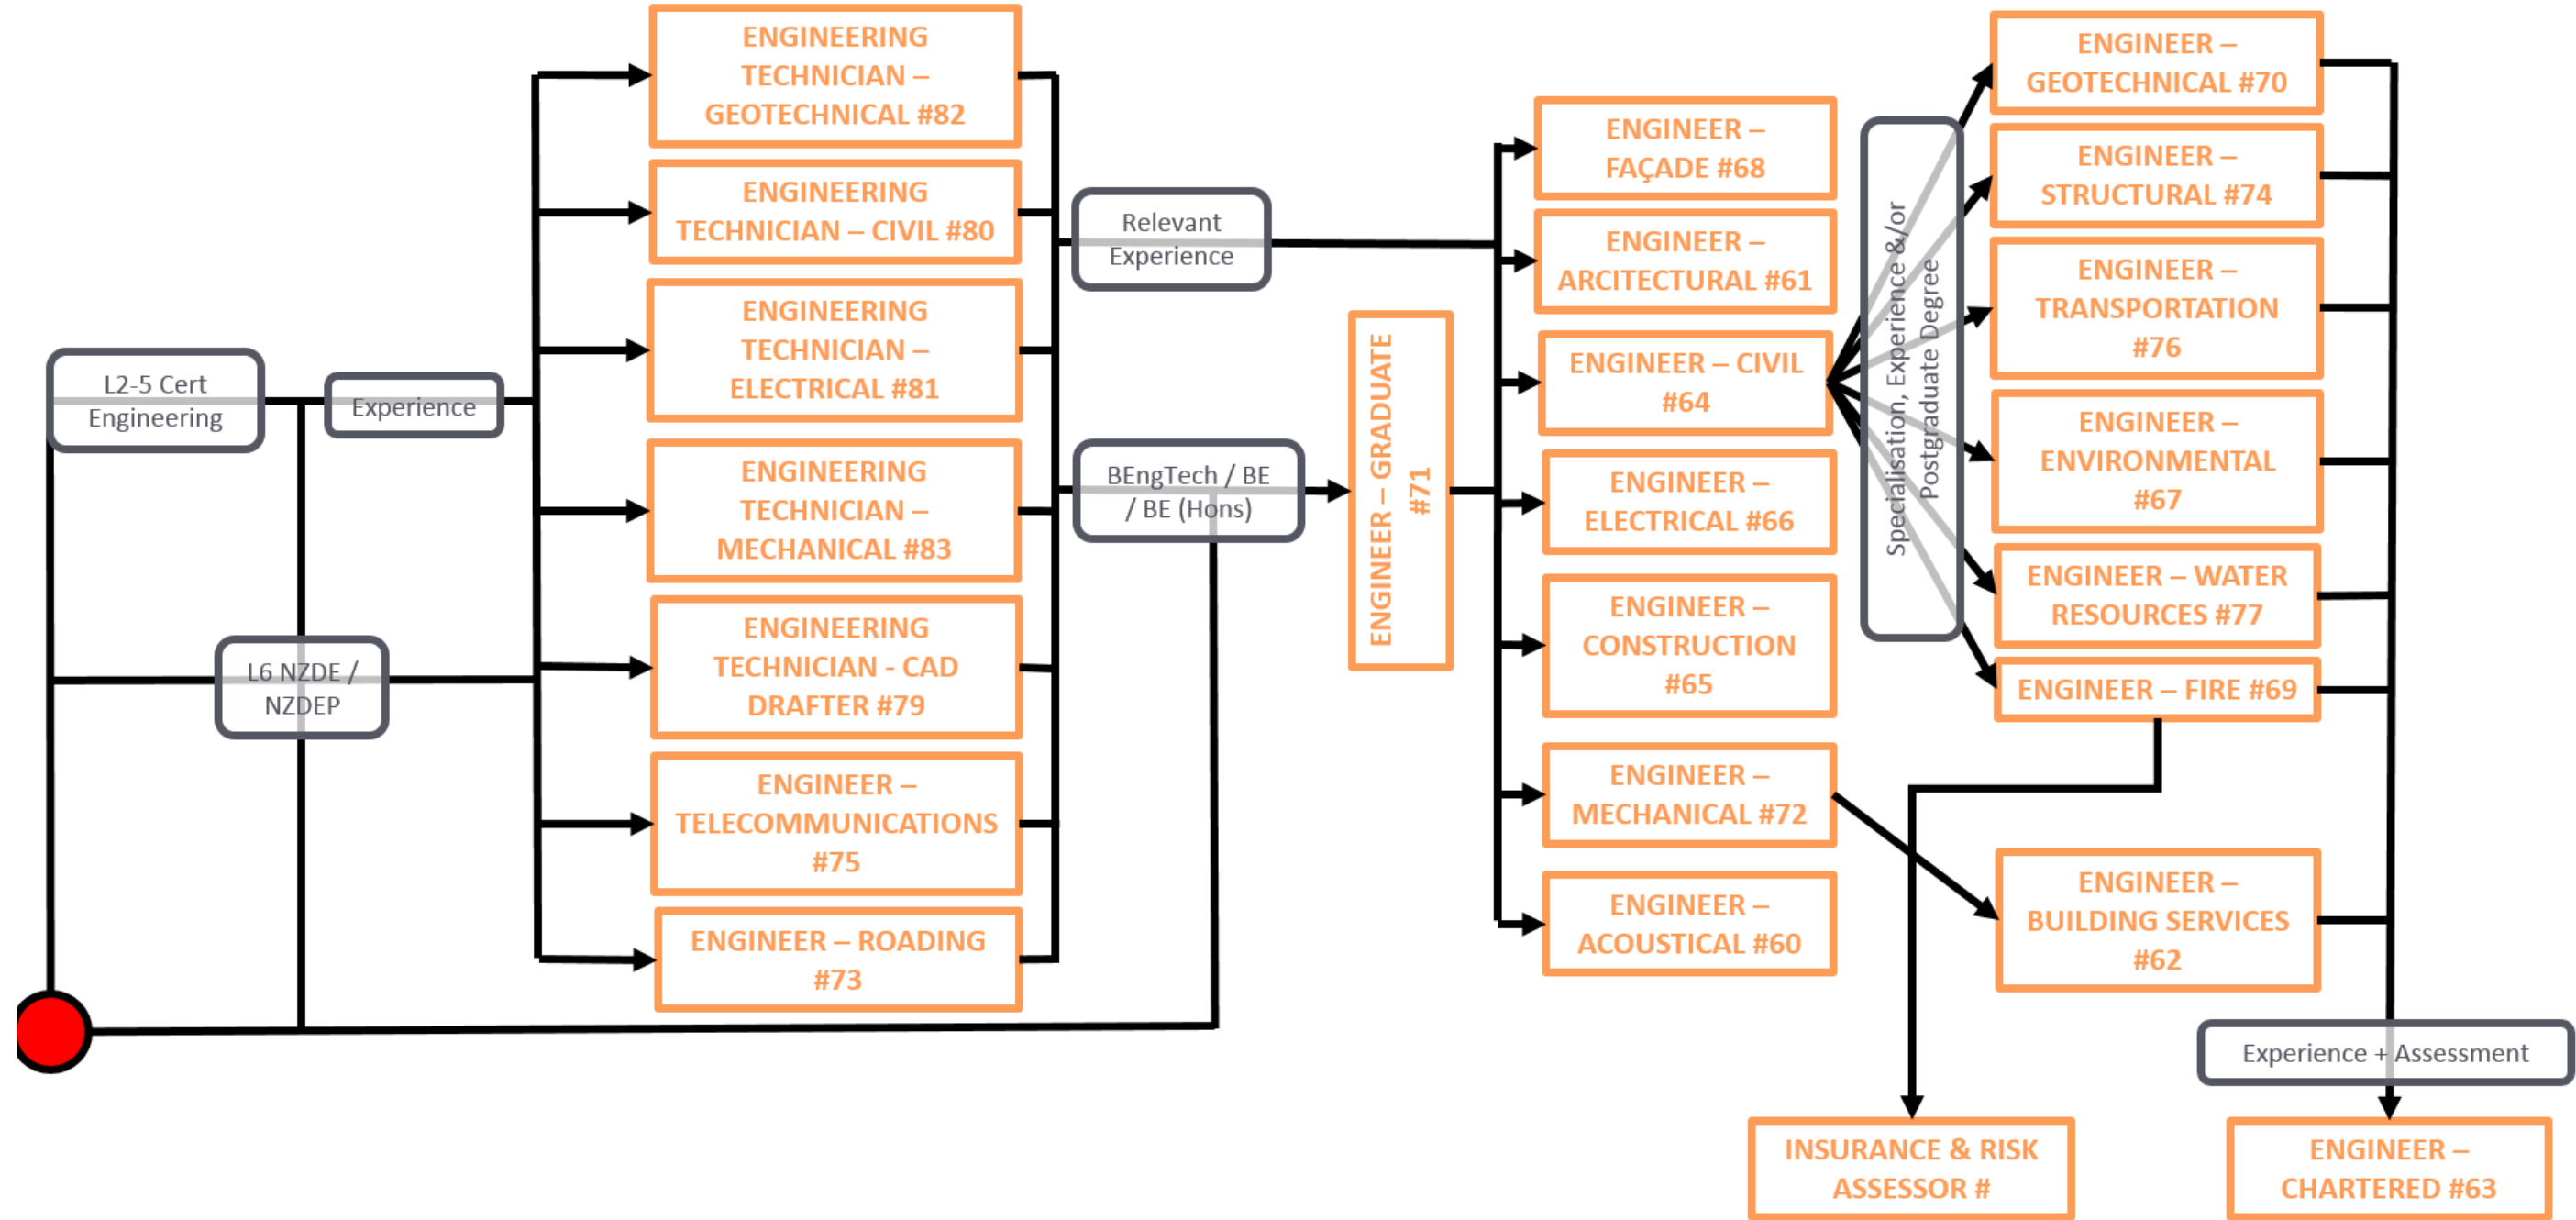 L2-5 Cert
Engineering
Experience
L6 NZDE /
NZDEP
ENGINEERING
TECHNICIAN –
GEOTECHNICAL #82
ENGINEERING
TECHNICIAN – CIVIL #80
ENGINEERING
TECHNICIAN –
ELECTRICAL #81
ENGINEERING
TECHNICIAN –
MECHANICAL #83
ENGINEERING
TECHNICIAN - CAD
DRAFTER #79
ENGINEER –
TELECOMMUNICATIONS
#75
ENGINEER – ROADING
#73
Relevant
Experience
BEngTech / BE
/ BE (Hons)
ENGINEER – GRADUATE
#71
ENGINEER –
FAÇADE #68
ENGINEER –
ARCITECTURAL #61
ENGINEER – CIVIL
#64
ENGINEER –
ELECTRICAL #66
ENGINEER –
CONSTRUCTION
#65
ENGINEER –
MECHANICAL #72
ENGINEER –
ACOUSTICAL #60
Specialisation, Experience &/or
Postgraduate Degree
ENGINEER –
GEOTECHNICAL #70
ENGINEER –
STRUCTURAL #74
ENGINEER –
TRANSPORTATION
#76
ENGINEER –
ENVIRONMENTAL
#67
ENGINEER – WATER
RESOURCES #77
ENGINEER – FIRE #69
ENGINEER –
BUILDING SERVICES
#62
Experience + Assessment
INSURANCE & RISK
ASSESSOR #
ENGINEER –
CHARTERED #63